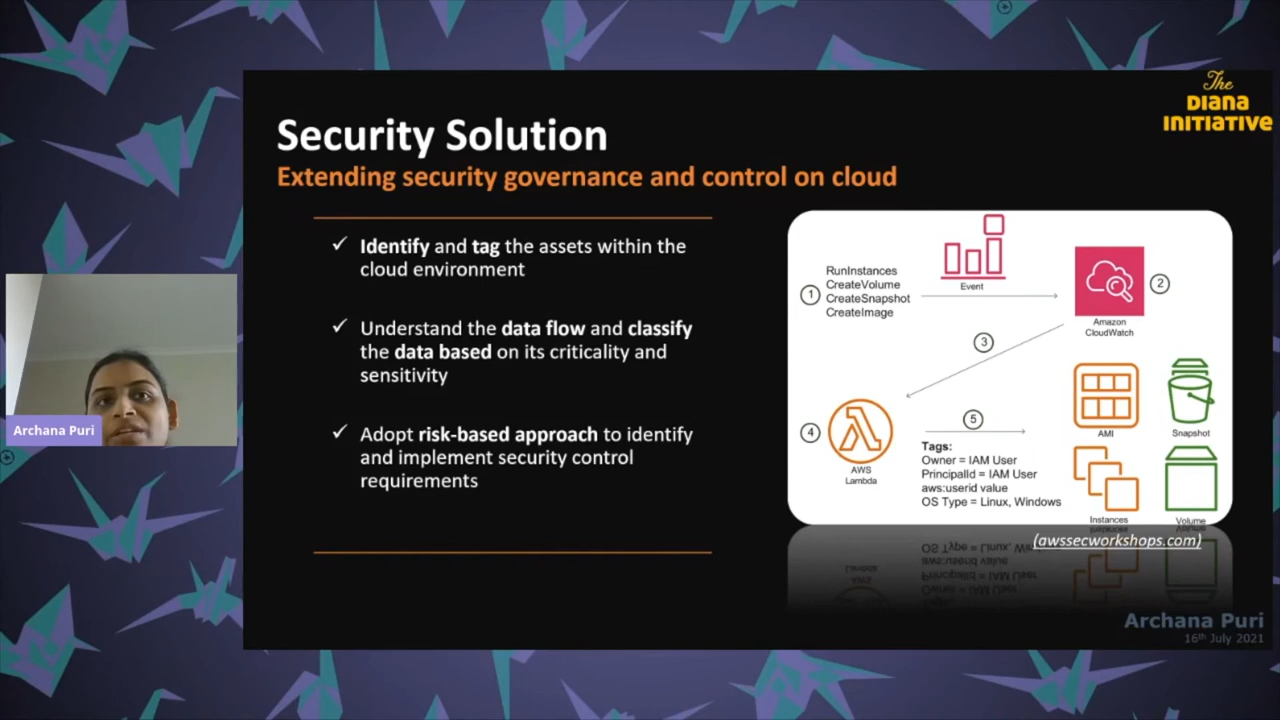 The
DIANA
INITIATIVE
Security Solution
Extending security governance and control on cloud
✓ Identify and tag the assets within the
cloud environment
✓ Understand the data flow and classify
the data based on its criticality and
sensitivity
✓ Adopt risk-based approach to identify
and implement security control
requirements
1
RunInstances
CreateVolume
CreateSnapshot
CreateImage
Event
2
Amazon
CloudWatch
3
4
AWS
Lambda
5
Tags:
Owner = IAM User
PrincipalId = IAM User
aws:userid value
OS Type = Linux, Windows
AMI
Snapshot
Instances
Volume
(awssecworkshops.com)
Archana Puri
Archana Puri
16th July 2021